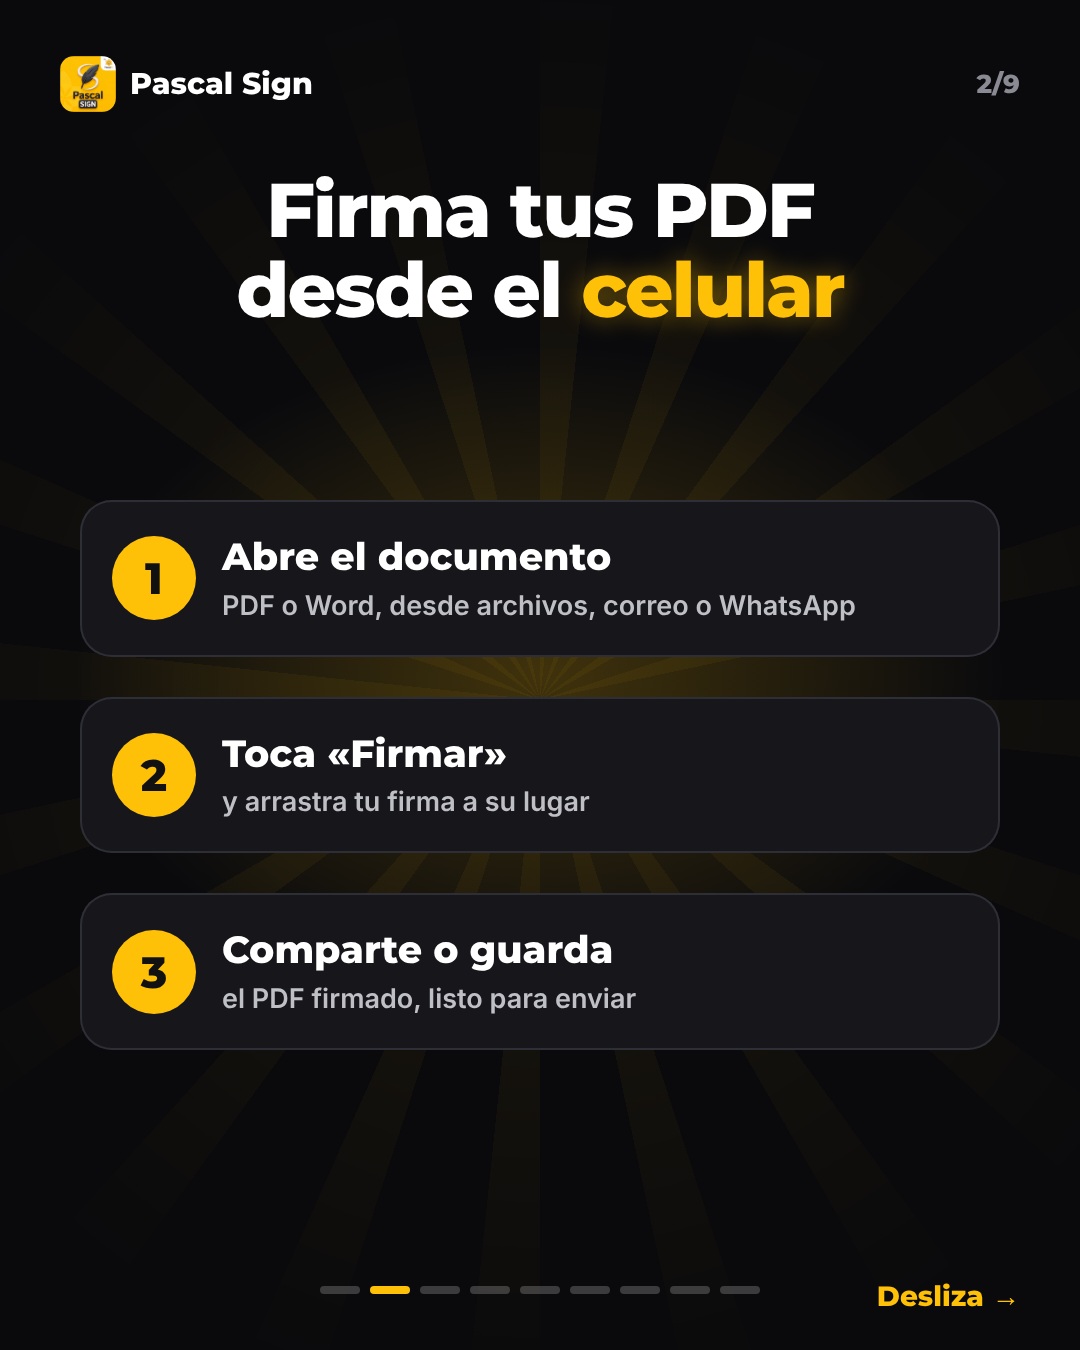 Pascal
SIGN
Pascal Sign
2/9
Firma tus PDF
desde el celular
1
Abre el documento
PDF o Word, desde archivos, correo o WhatsApp
2
Toca «Firmar»
y arrastra tu firma a su lugar
3
Comparte o guarda
el PDF firmado, listo para enviar
Desliza →